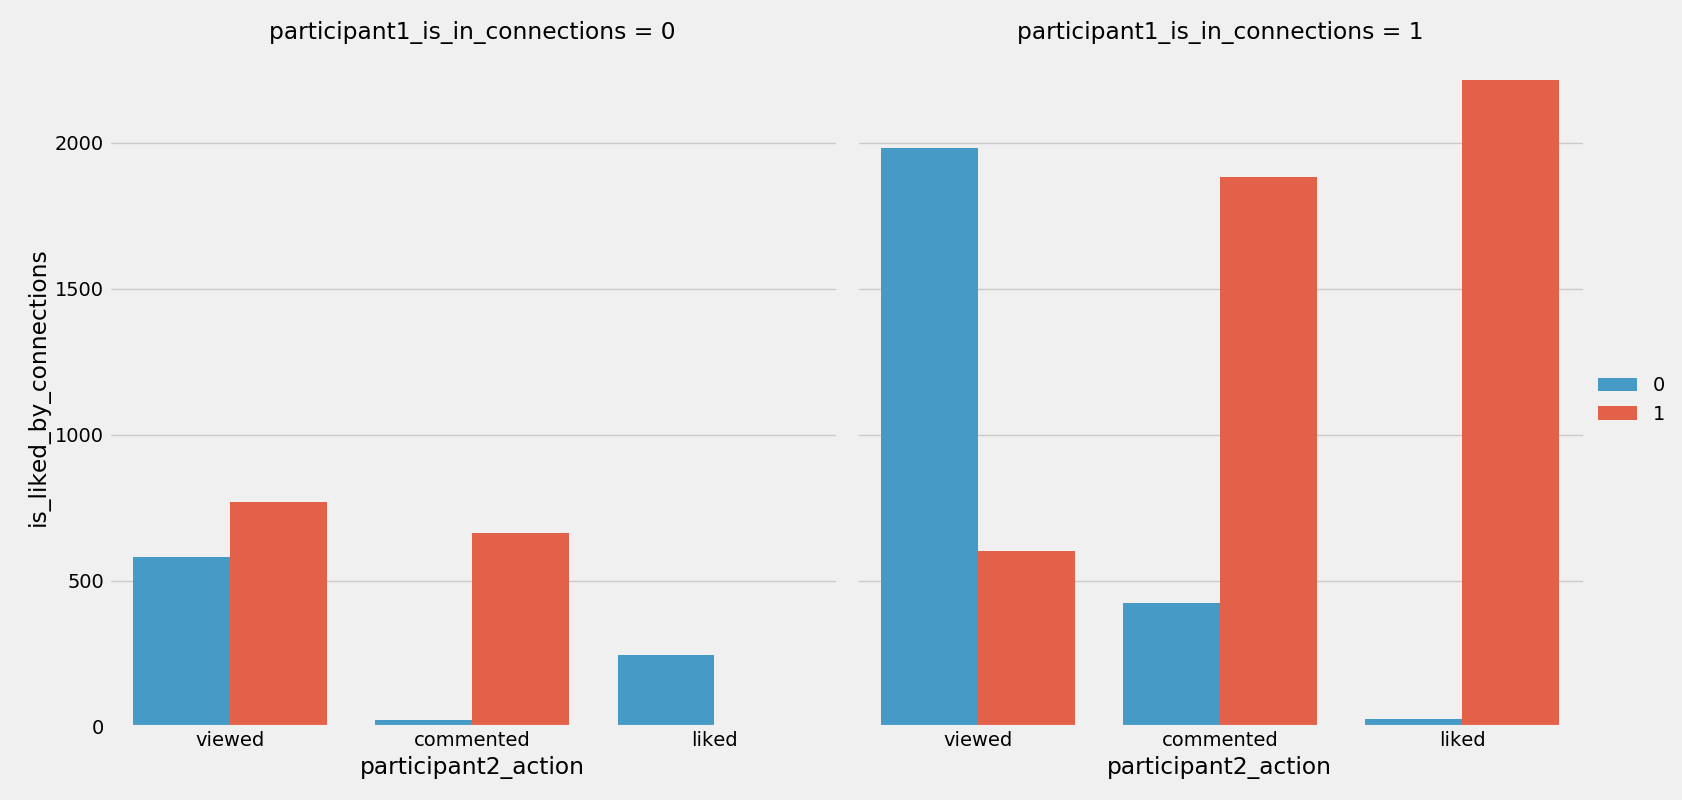 participant1_is_in_connections = 0
participant1_is_in_connections = 1
is_liked_by_connections
2000
1500
1000
500
0
viewed
commented
liked
participant2_action
viewed
commented
liked
participant2_action
0
1